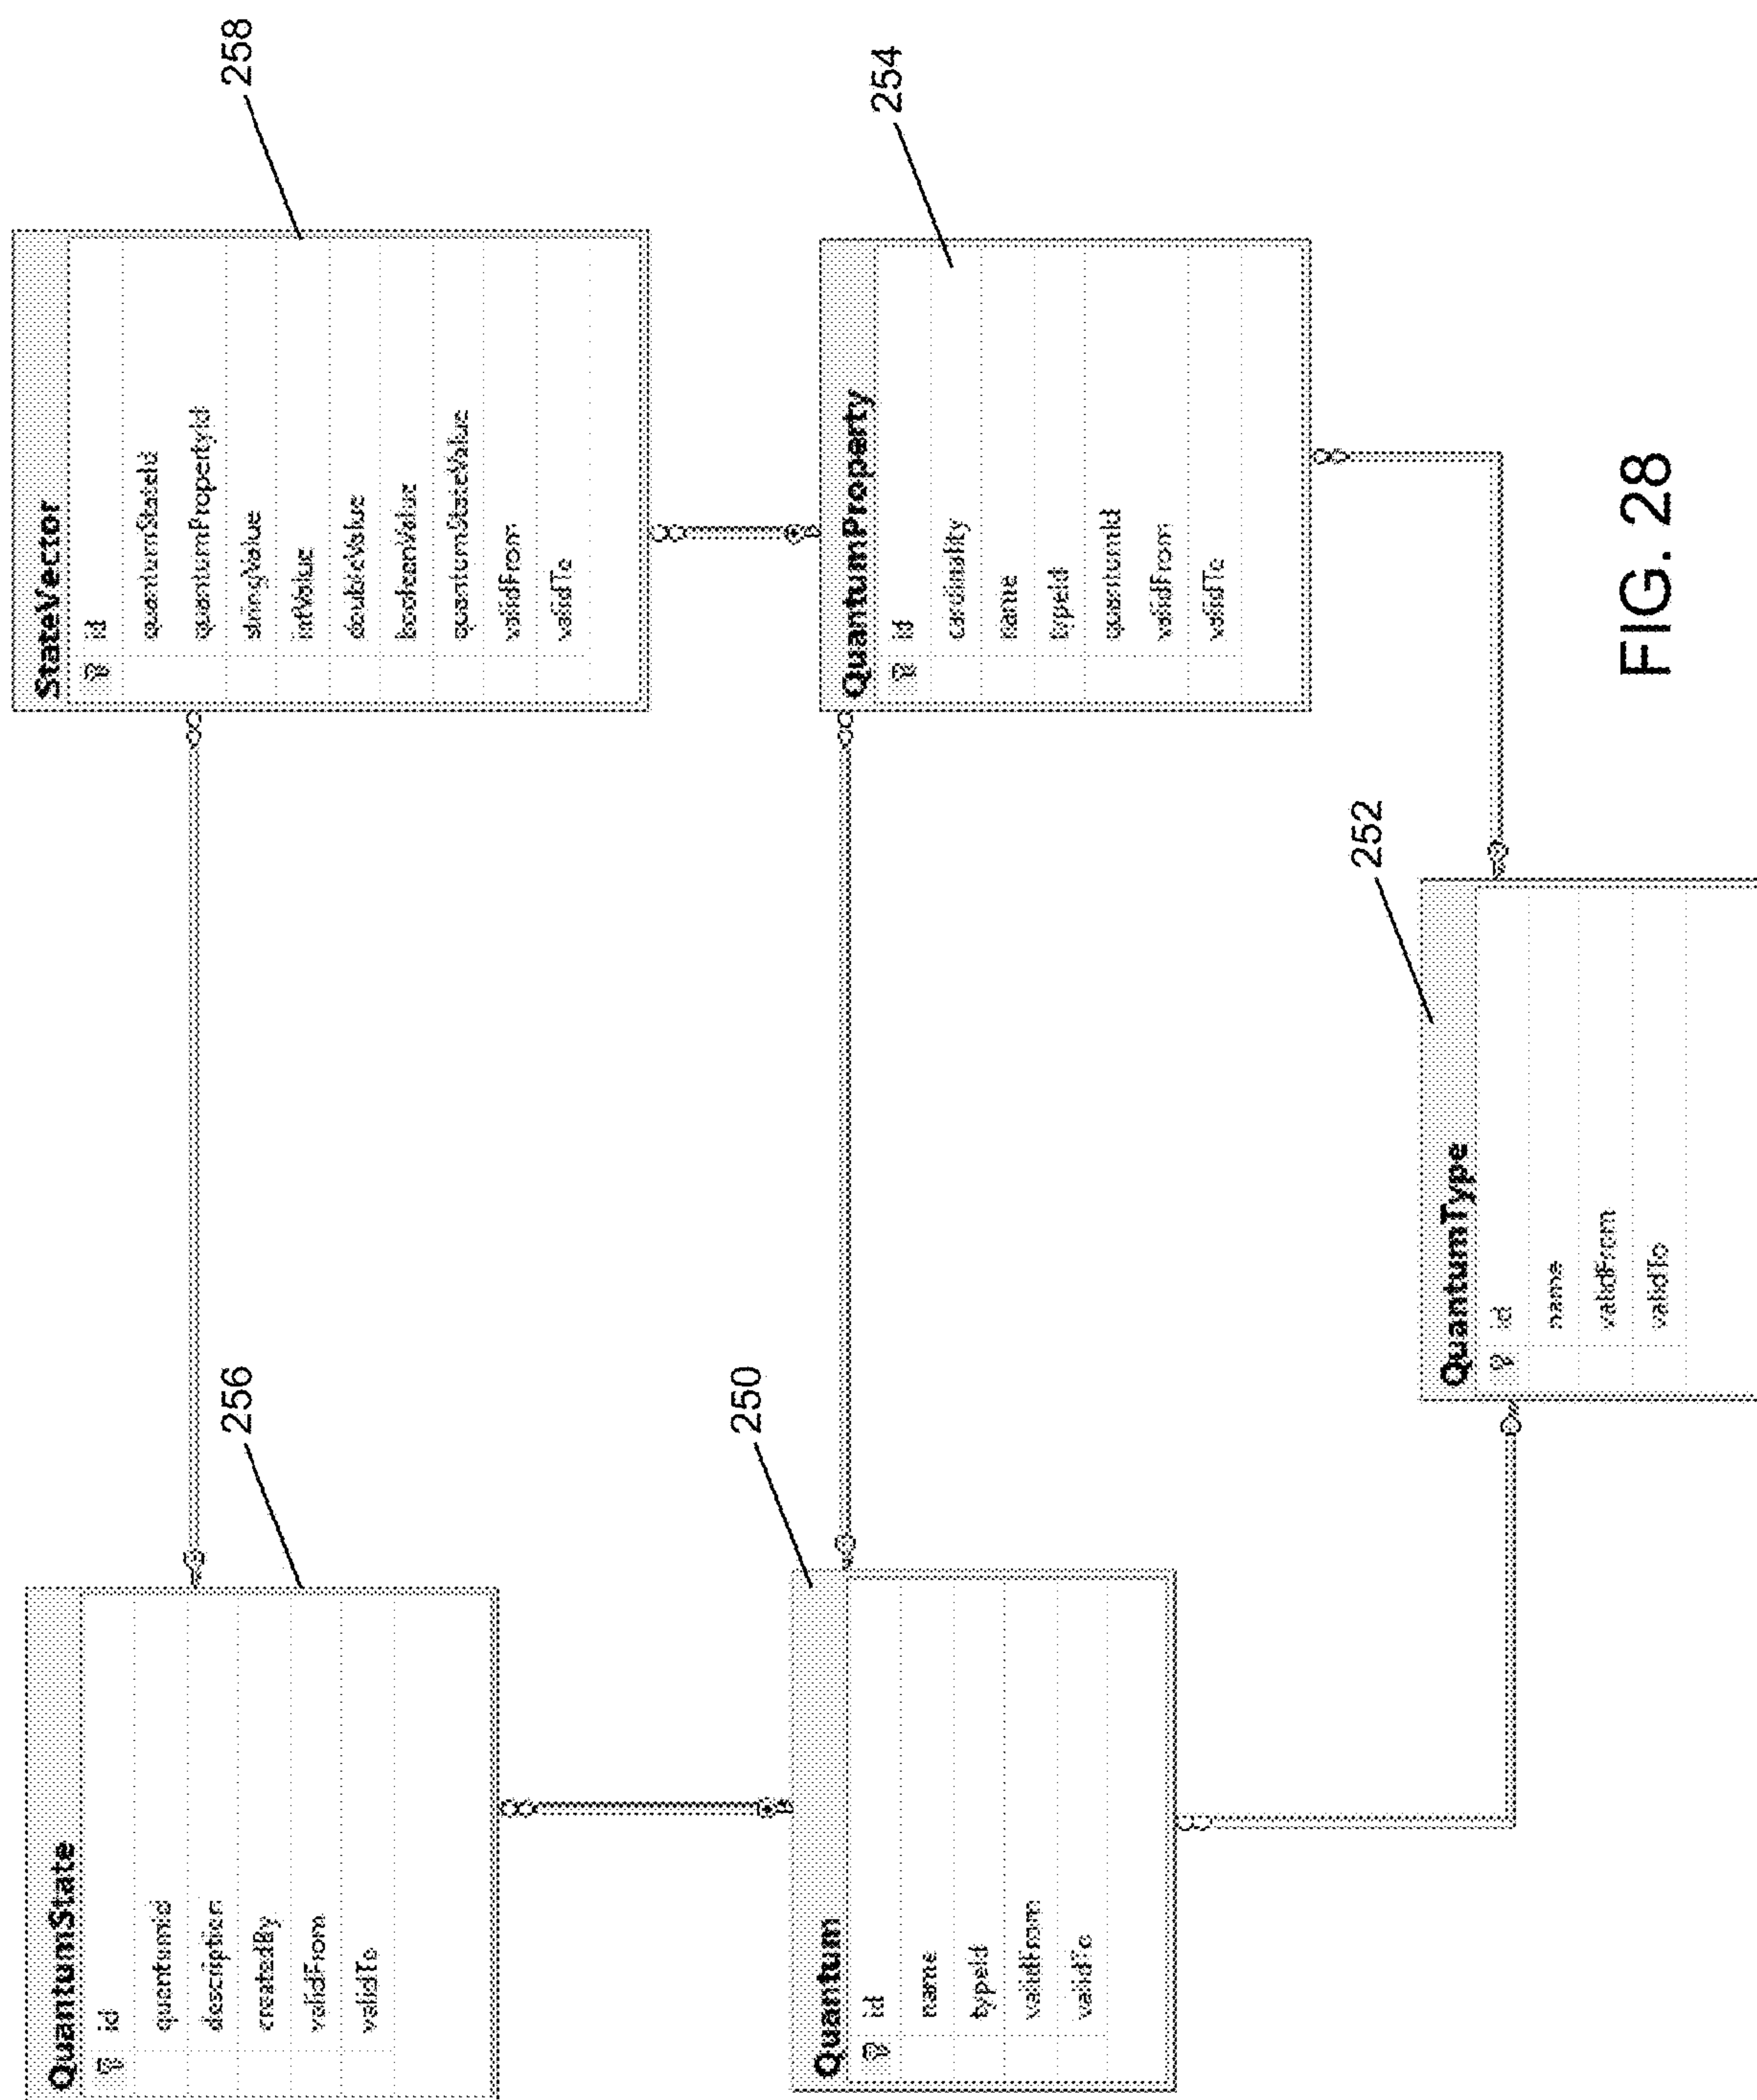 QuantumState
id
quantumId
description
createdBy
validFrom
validTo
256
StateVector
id
quantumStateId
quantumPropertyId
stringValue
intValue
doubleValue
booleanValue
quantumStateValue
validFrom
validTo
258
Quantum
id
name
typeId
validFrom
validTo
250
QuantumProperty
id
cardinality
name
typeId
quantumId
validFrom
validTo
254
QuantumType
id
name
validFrom
validTo
252
FIG. 28